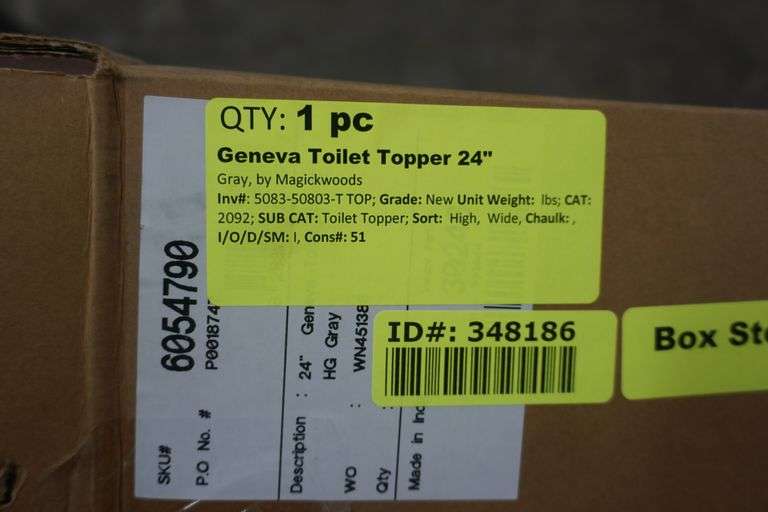 QTY: 1 pc
Geneva Toilet Topper 24"
Gray, by Magickwoods
Inv#: 5083-50803-T TOP; Grade: New Unit Weight: lbs; CAT:
2092; SUB CAT: Toilet Topper; Sort: High, Wide, Chaulk: ,
I/O/D/SM: I, Cons#: 51
ID#: 348186
Box
SKU# 6054790
P.O No. #
Description : 24"
HG Gray
WO : WN45138
Qty :
Made in